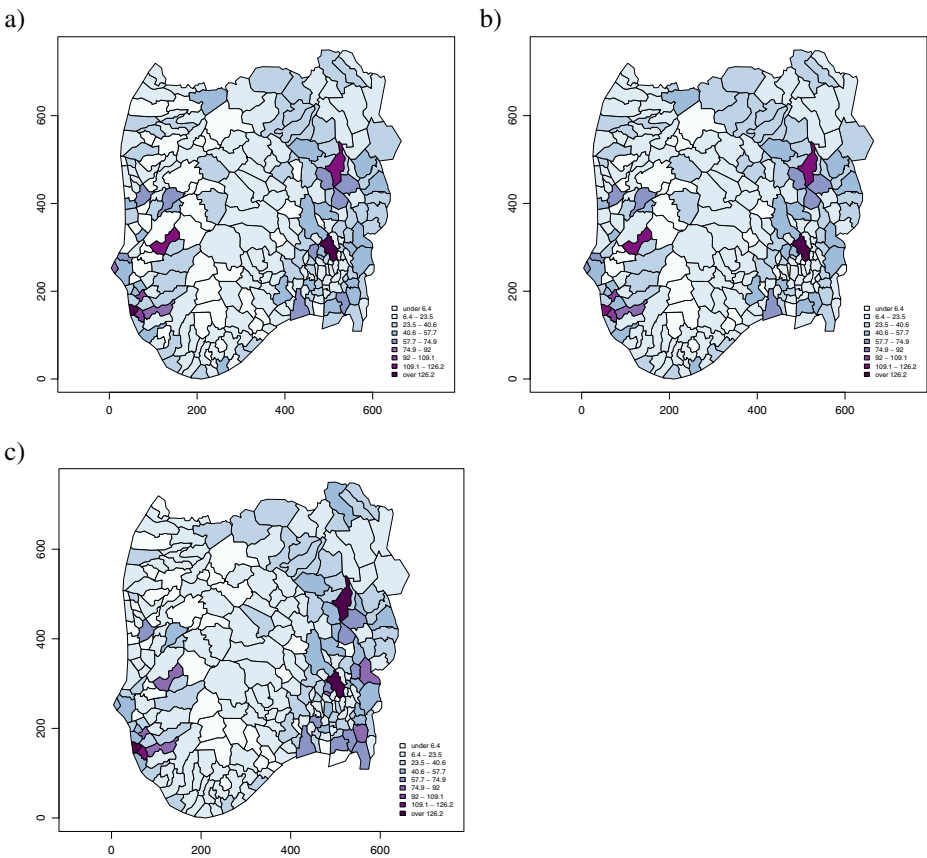 a)
600
400
200
0
0 200 400 600
under 6.4
6.4 − 23.5
23.5 − 40.6
40.6 − 57.7
57.7 − 74.9
74.9 − 92
92 − 109.1
109.1 − 126.2
over 126.2
b)
600
400
200
0
0 200 400 600
under 6.4
6.4 − 23.5
23.5 − 40.6
40.6 − 57.7
57.7 − 74.9
74.9 − 92
92 − 109.1
109.1 − 126.2
over 126.2
c)
600
400
200
0
0 200 400 600
under 6.4
6.4 − 23.5
23.5 − 40.6
40.6 − 57.7
57.7 − 74.9
74.9 − 92
92 − 109.1
109.1 − 126.2
over 126.2